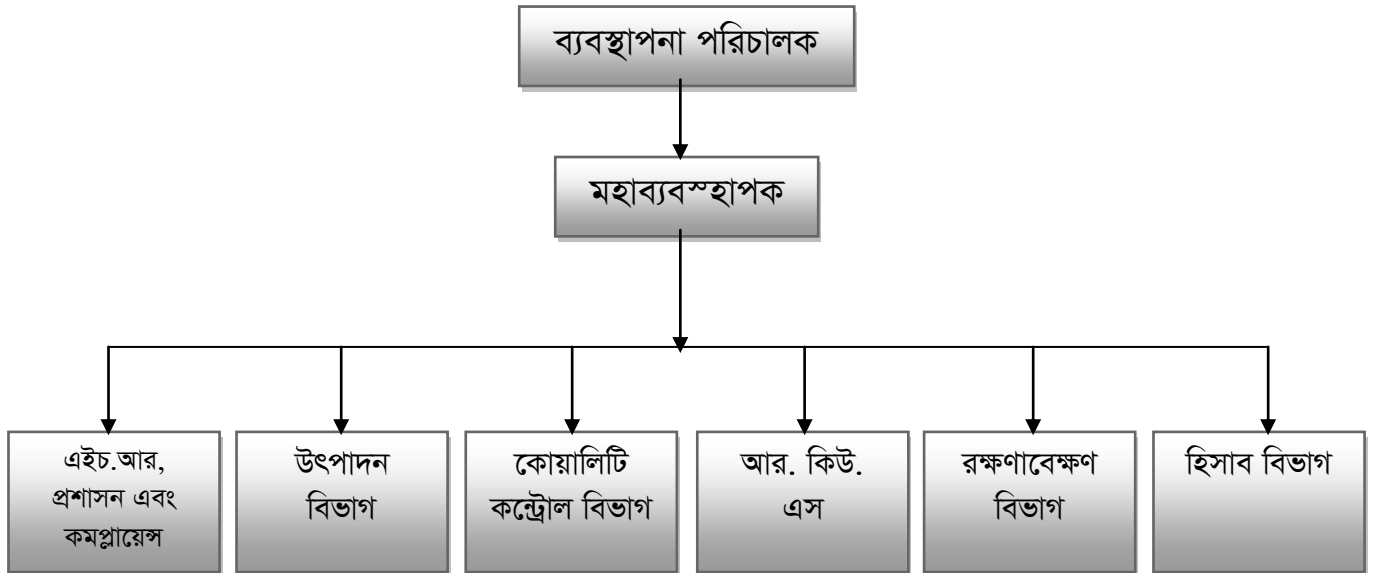 ব্যবস্থাপনা পরিচালক
মহাব্যবস্হাপক
এইচ.আর,
প্রশাসন এবং
কমপ্লায়েন্স
উৎপাদন
বিভাগ
কোয়ালিটি
কন্ট্রোল বিভাগ
আর. কিউ.
এস
রক্ষণাবেক্ষণ
বিভাগ
হিসাব বিভাগ